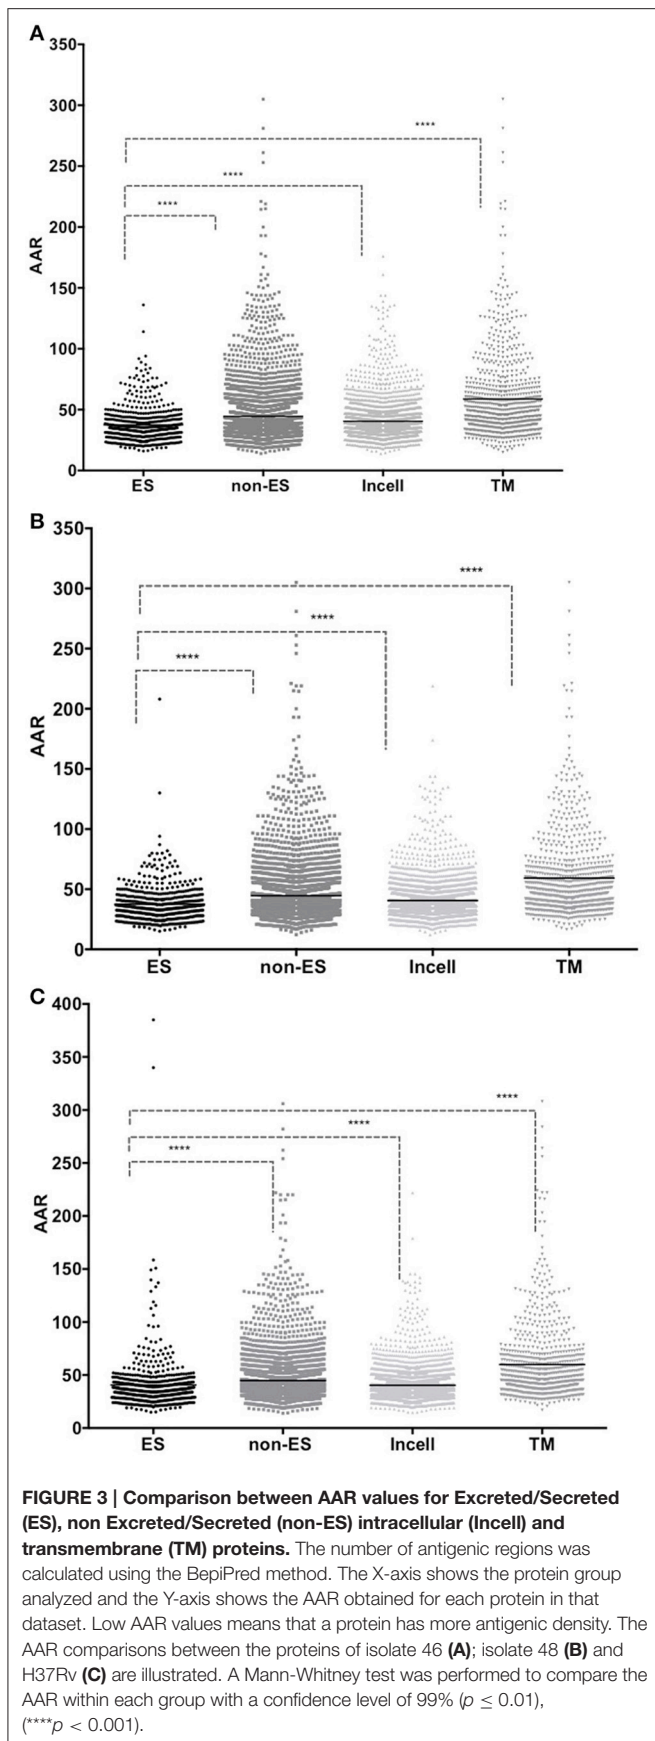 A
350
300
250
200
150
100
50
0
AAR
****
****
****
ES non-ES Incell TM
B
350
300
250
200
150
100
50
0
AAR
****
****
****
ES non-ES Incell TM
C
400
350
300
250
200
150
100
50
0
AAR
****
****
****
ES non-ES Incell TM
FIGURE 3 | Comparison between AAR values for Excreted/Secreted
(ES), non Excreted/Secreted (non-ES) intracellular (Incell) and
transmembrane (TM) proteins. The number of antigenic regions was
calculated using the BepiPred method. The X-axis shows the protein group
analyzed and the Y-axis shows the AAR obtained for each protein in that
dataset. Low AAR values means that a protein has more antigenic density. The
AAR comparisons between the proteins of isolate 46 (A); isolate 48 (B) and
H37Rv (C) are illustrated. A Mann-Whitney test was performed to compare the
AAR within each group with a confidence level of 99% (p ≤ 0.01),
(****p < 0.001).